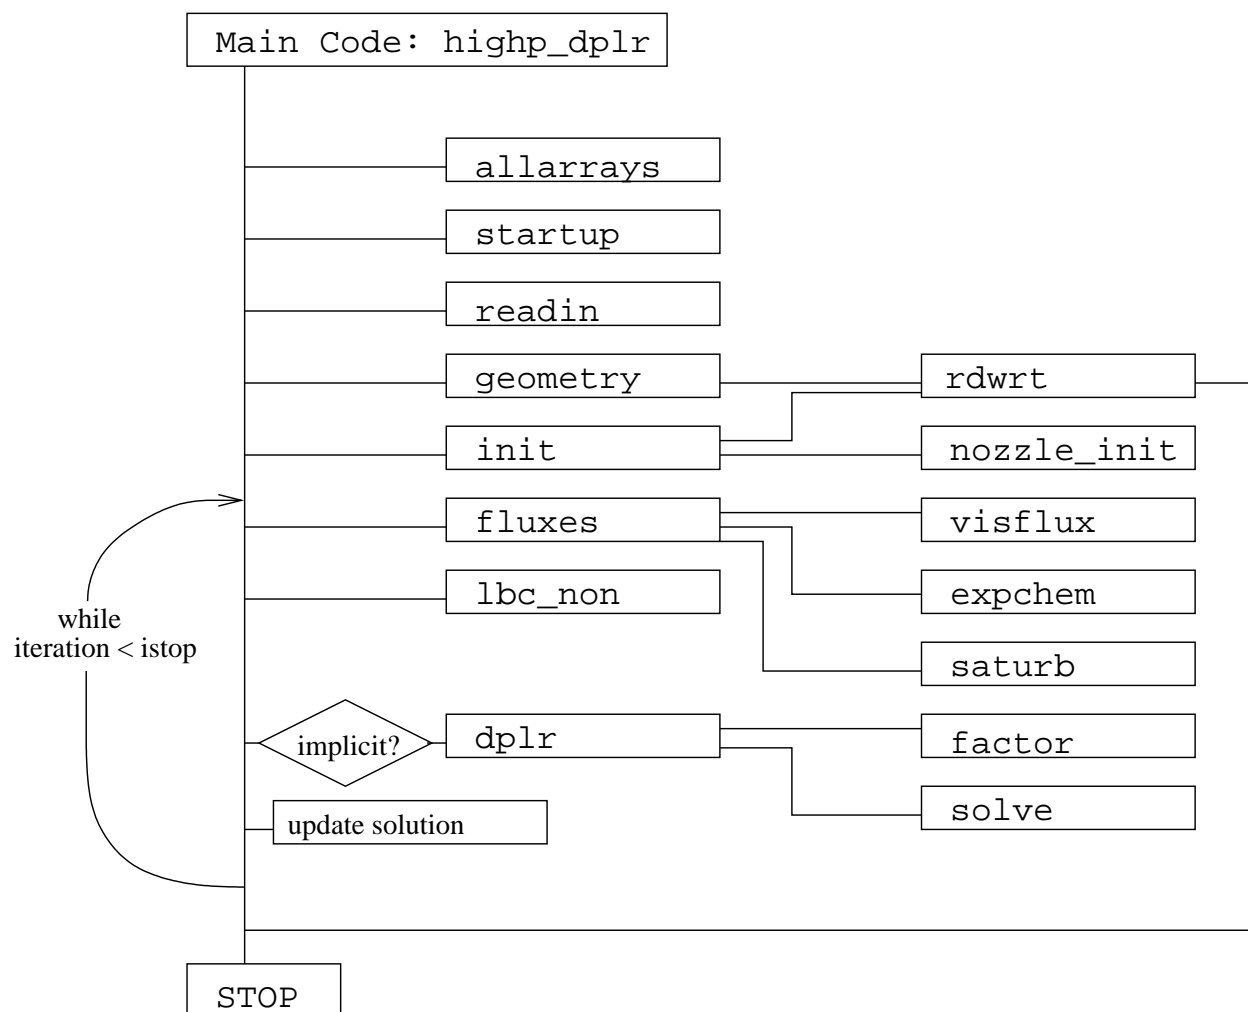 Main Code: highp_dplr
allarrays
startup
readin
geometry
rdwrt
init
nozzle_init
fluxes
visflux
lbc_non
expchem
while
iteration < istop
saturb
implicit?
dplr
factor
solve
update solution
STOP